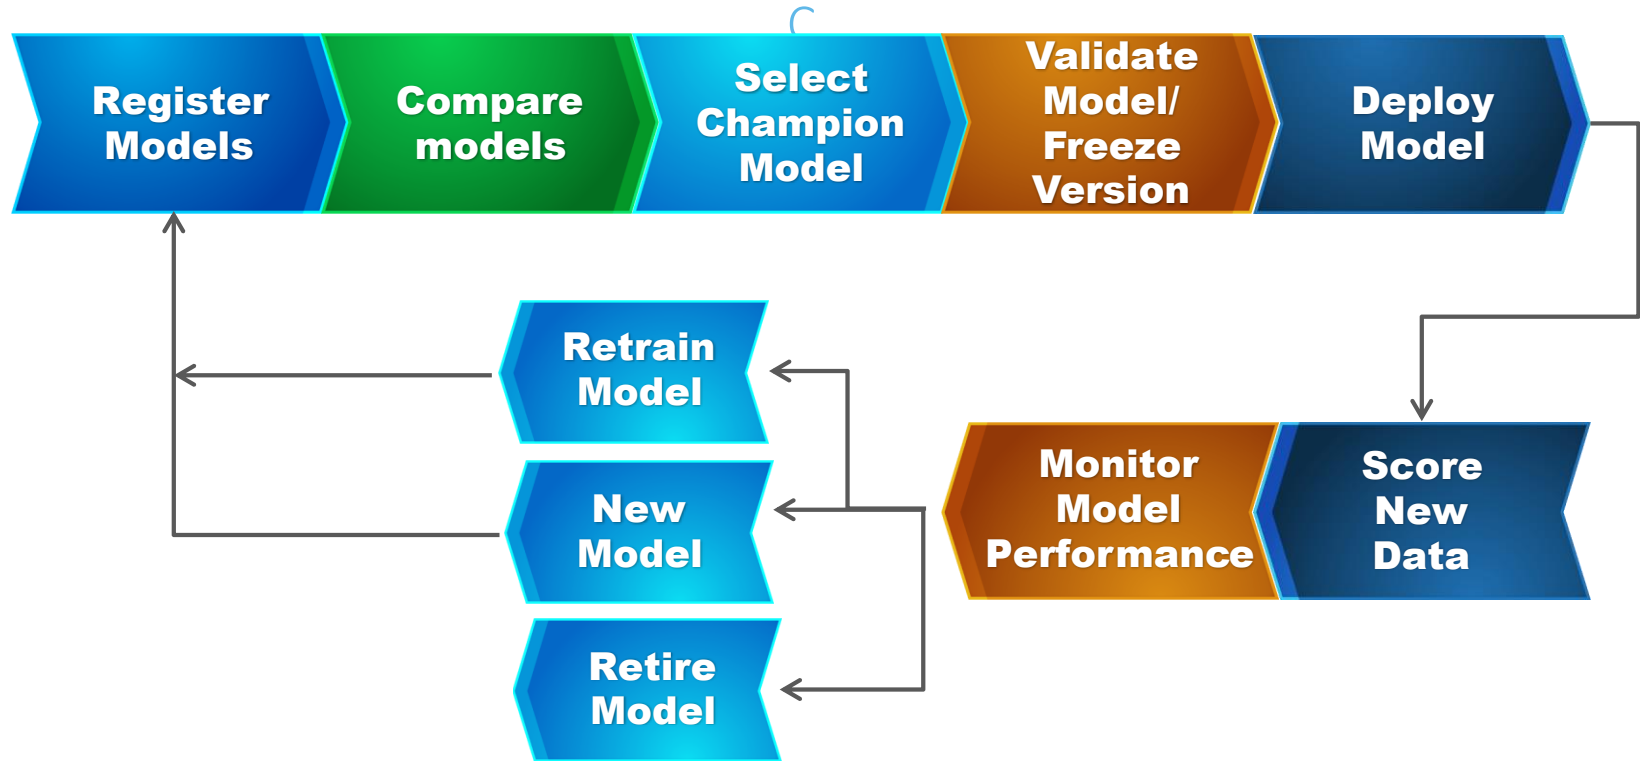 Register
Models
Compare
models
Select
Champion
Model
Validate
Model/
Freeze
Version
Deploy
Model
Retrain
Model
New
Model
Retire
Model
Monitor
Model
Performance
Score
New
Data